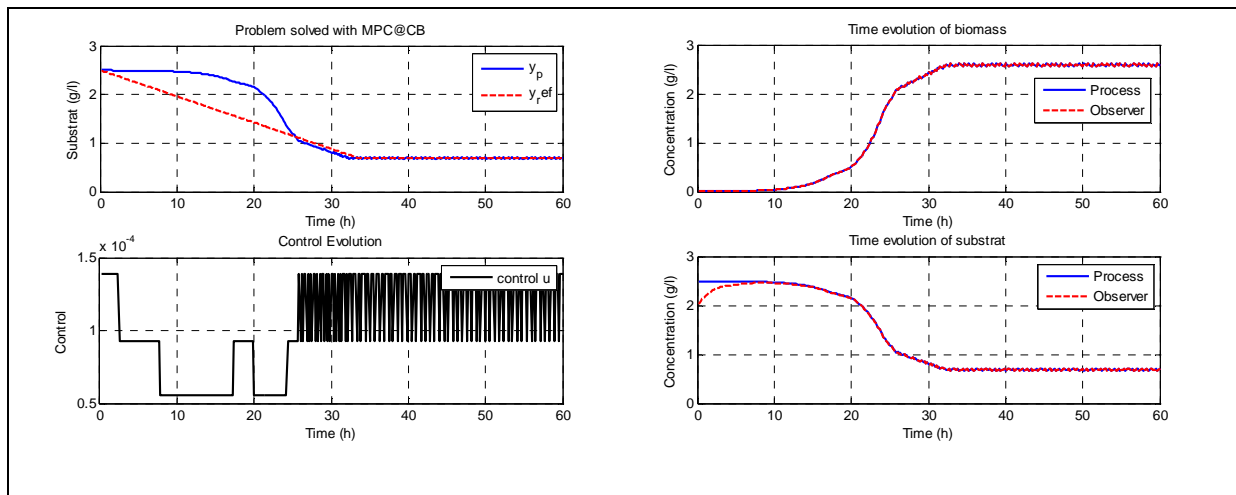 Problem solved with MPC@CB
3
2
1
0
Substrat (g/l)
y_p
y_ref
0 10 20 30 40 50 60
Time (h)
Time evolution of biomass
3
2
1
0
Concentration (g/l)
Process
Observer
0 10 20 30 40 50 60
Time (h)
Control Evolution
x 10^-4
1.5
1
0.5
Control
control u
0 10 20 30 40 50 60
Time (h)
Time evolution of substrat
3
2
1
0
Concentration (g/l)
Process
Observer
0 10 20 30 40 50 60
Time (h)